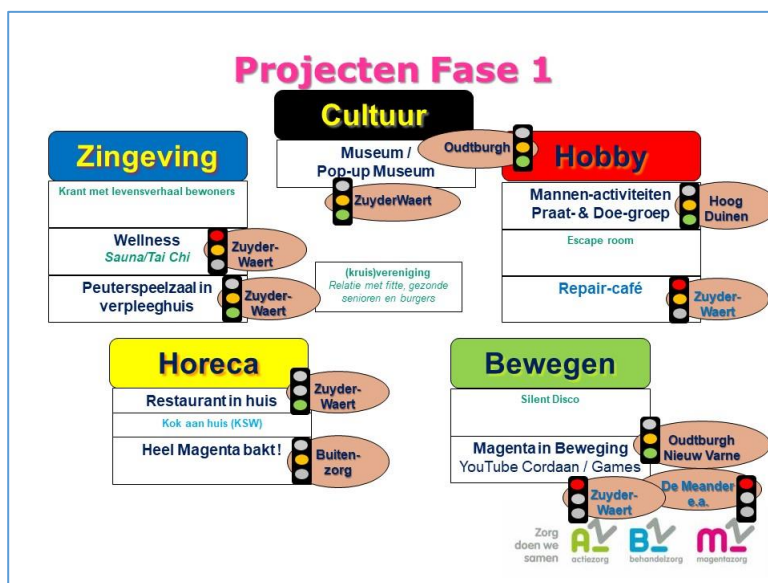 Projecten Fase 1
Cultuur
Museum /
Pop-up Museum
Oudtburgh
ZuyderWaert
Zingeving
Krant met levensverhaal bewoners
Wellness
Sauna/Tai Chi
Zuyder-
Waert
Peuterspeelzaal in
verpleeghuis
Zuyder-
Waert
(kruis)vereniging
Relatie met fitte, gezonde
senioren en burgers
Hobby
Mannen-activiteiten
Praat- & Doe-groep
Hoog
Duinen
Escape room
Repair-café
Zuyder-
Waert
Horeca
Restaurant in huis
Zuyder-
Waert
Kok aan huis (KSW)
Heel Magenta bakt!
Buiten-
zorg
Bewegen
Silent Disco
Magenta in Beweging
YouTube Cordaan / Games
Oudtburgh
Nieuw Varne
Zuyder-
Waert
De Meander
e.a.
Zorg
doen we
samen
actiezorg
behandelzorg
magentazorg